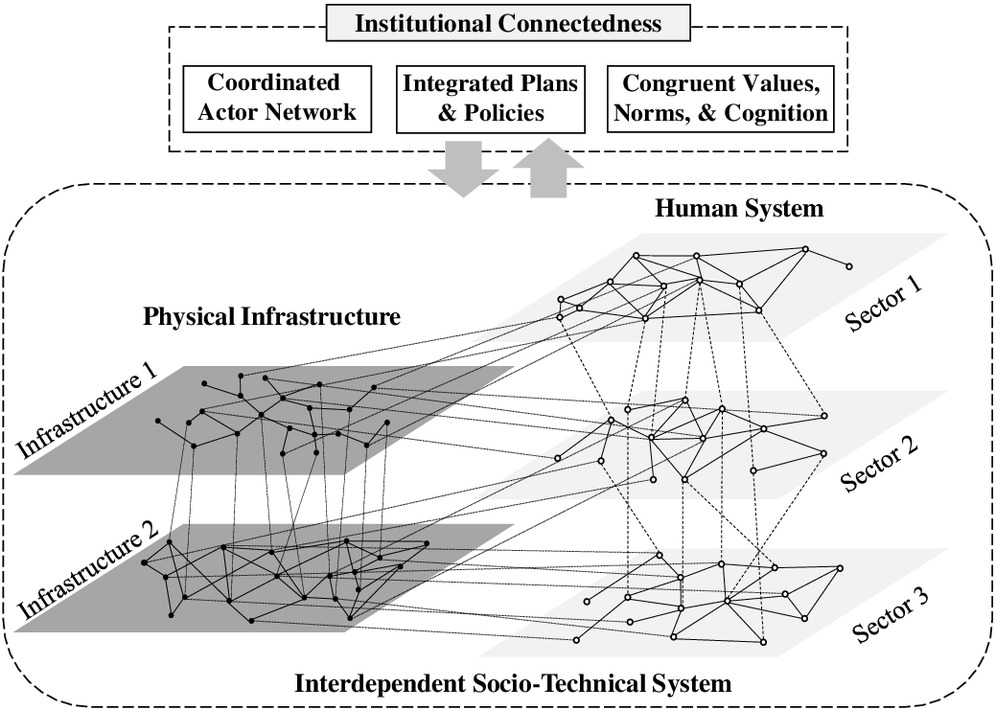 Institutional Connectedness
Coordinated
Actor Network
Integrated Plans
& Policies
Congruent Values,
Norms, & Cognition
Human System
Sector 1
Physical Infrastructure
Infrastructure 1
Sector 2
Infrastructure 2
Sector 3
Interdependent Socio-Technical System